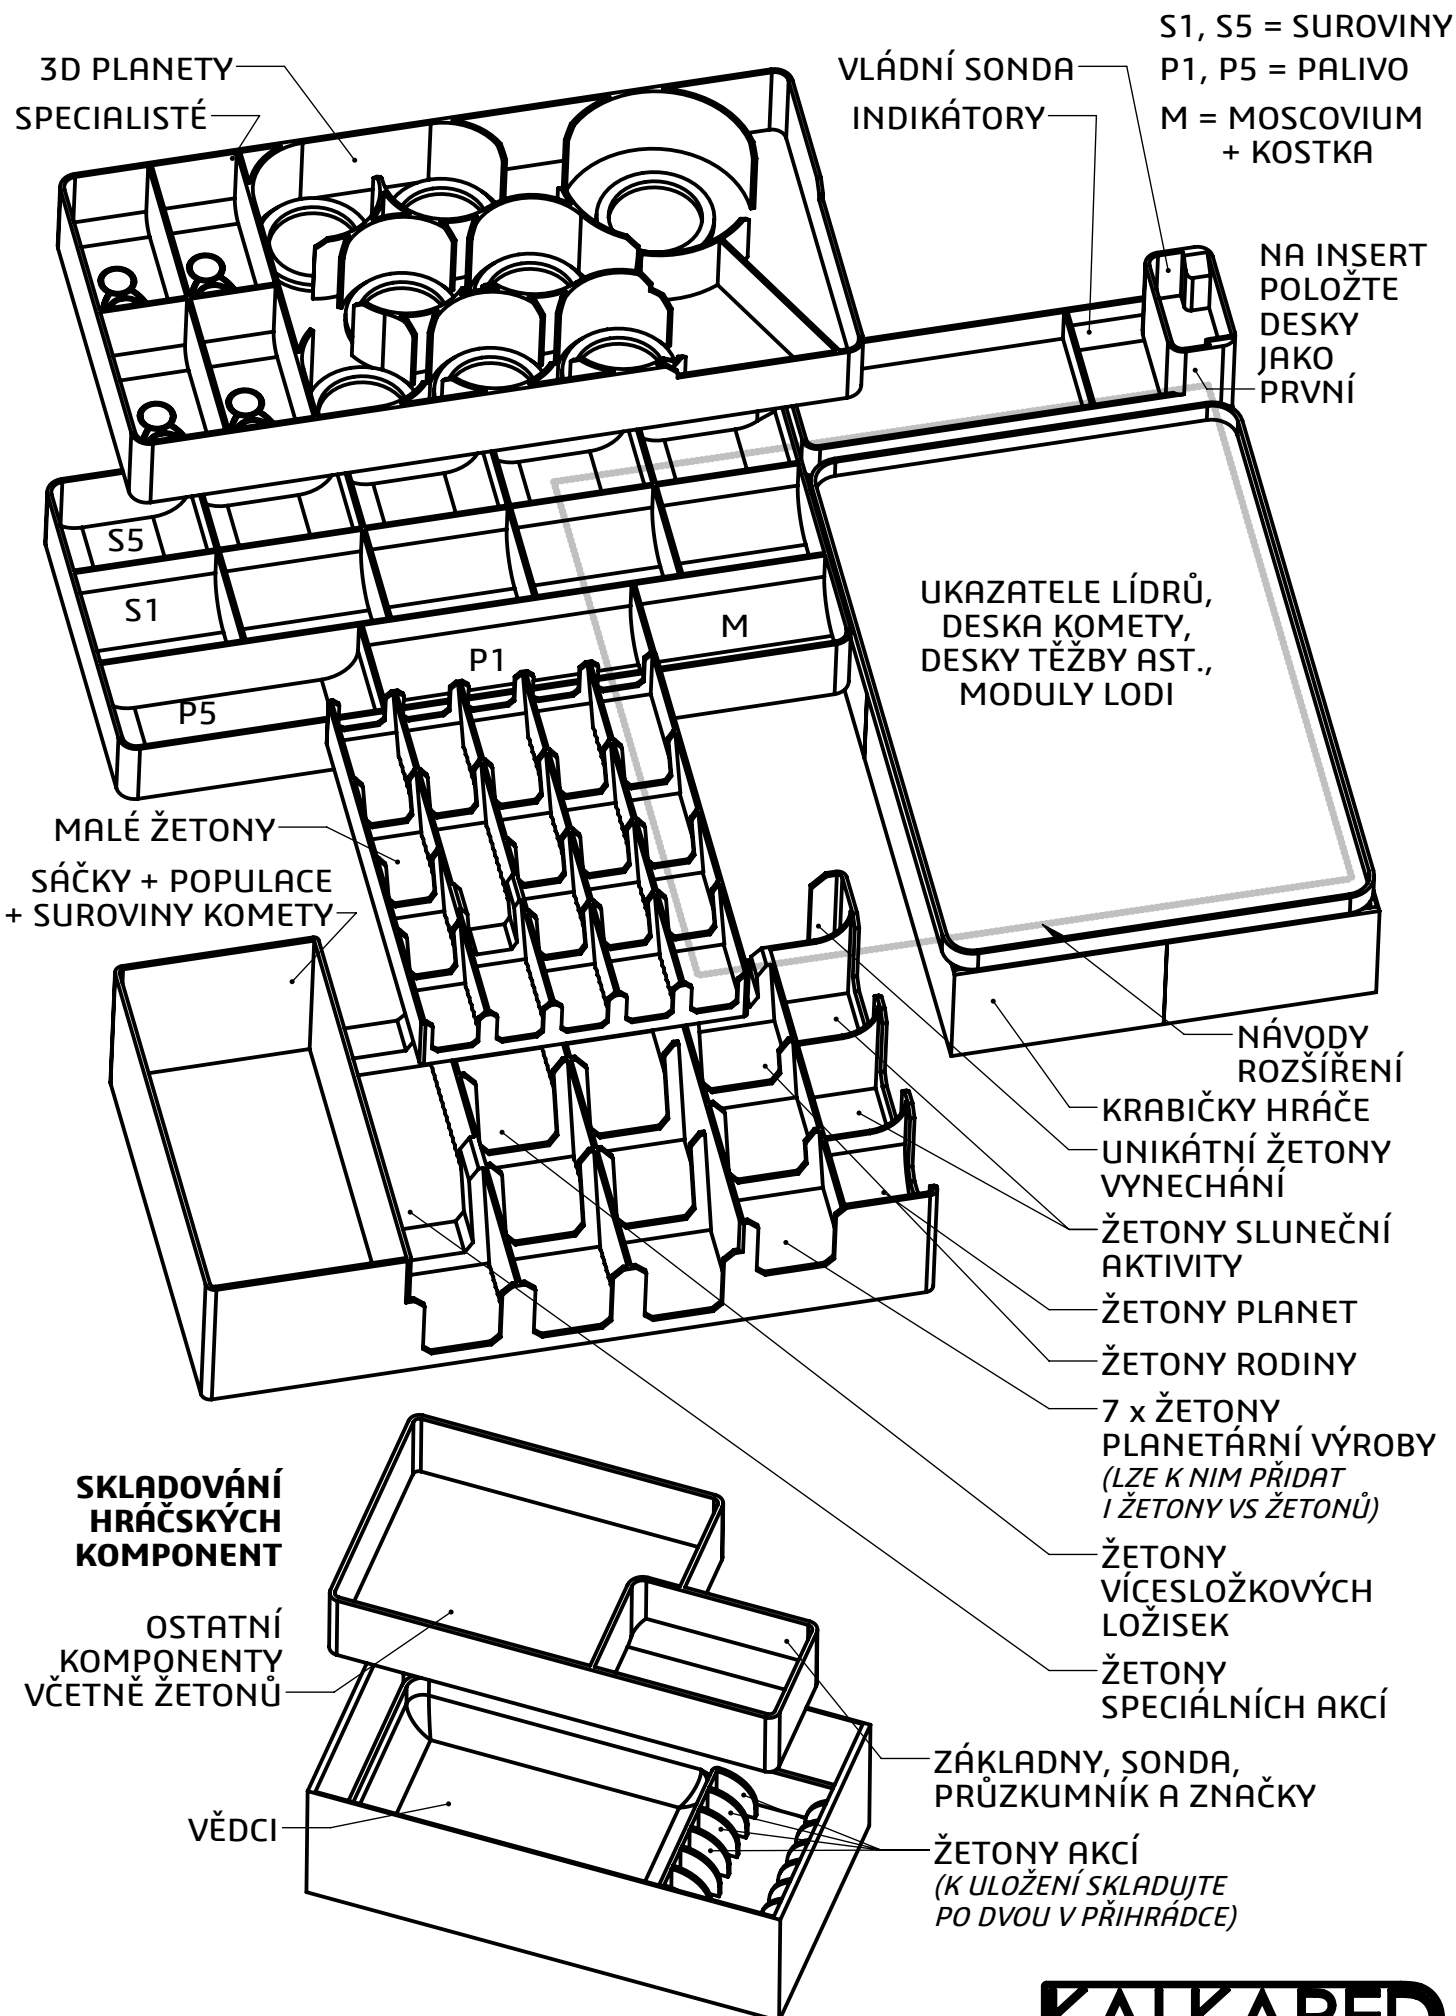 S1, S5 = SUROVINY
P1, P5 = PALIVO
M = MOSCOVIUM
+ KOSTKA
3D PLANETY
SPECIALISTÉ
VLÁDNÍ SONDA
INDIKÁTORY
NA INSERT
POLOŽTE
DESKY
JAKO
PRVNÍ
S5
S1
P1
M
P5
UKAZATELE LÍDRŮ,
DESKA KOMETY,
DESKY TĚŽBY AST.,
MODULY LODI
MALÉ ŽETONY
SÁČKY + POPULACE
+ SUROVINY KOMETY
NÁVODY
ROZŠÍŘENÍ
KRABIČKY HRÁČE
UNIKÁTNÍ ŽETONY
VYNECHÁNÍ
ŽETONY SLUNEČNÍ
AKTIVITY
ŽETONY PLANET
ŽETONY RODINY
7 x ŽETONY
PLANETÁRNÍ VÝROBY
(LZE K NIM PŘIDAT
I ŽETONY VS ŽETONŮ)
ŽETONY
VÍCESLOŽKOVÝCH
LOŽISEK
ŽETONY
SPECIÁLNÍCH AKCÍ
SKLADOVÁNÍ
HRÁČSKÝCH
KOMPONENT
OSTATNÍ
KOMPONENTY
VČETNĚ ŽETONŮ
VĚDCI
ZÁKLADNY, SONDA,
PRŮZKUMNÍK A ZNAČKY
ŽETONY AKCÍ
(K ULOŽENÍ SKLADUJTE
PO DVOU V PŘIHRÁDCE)